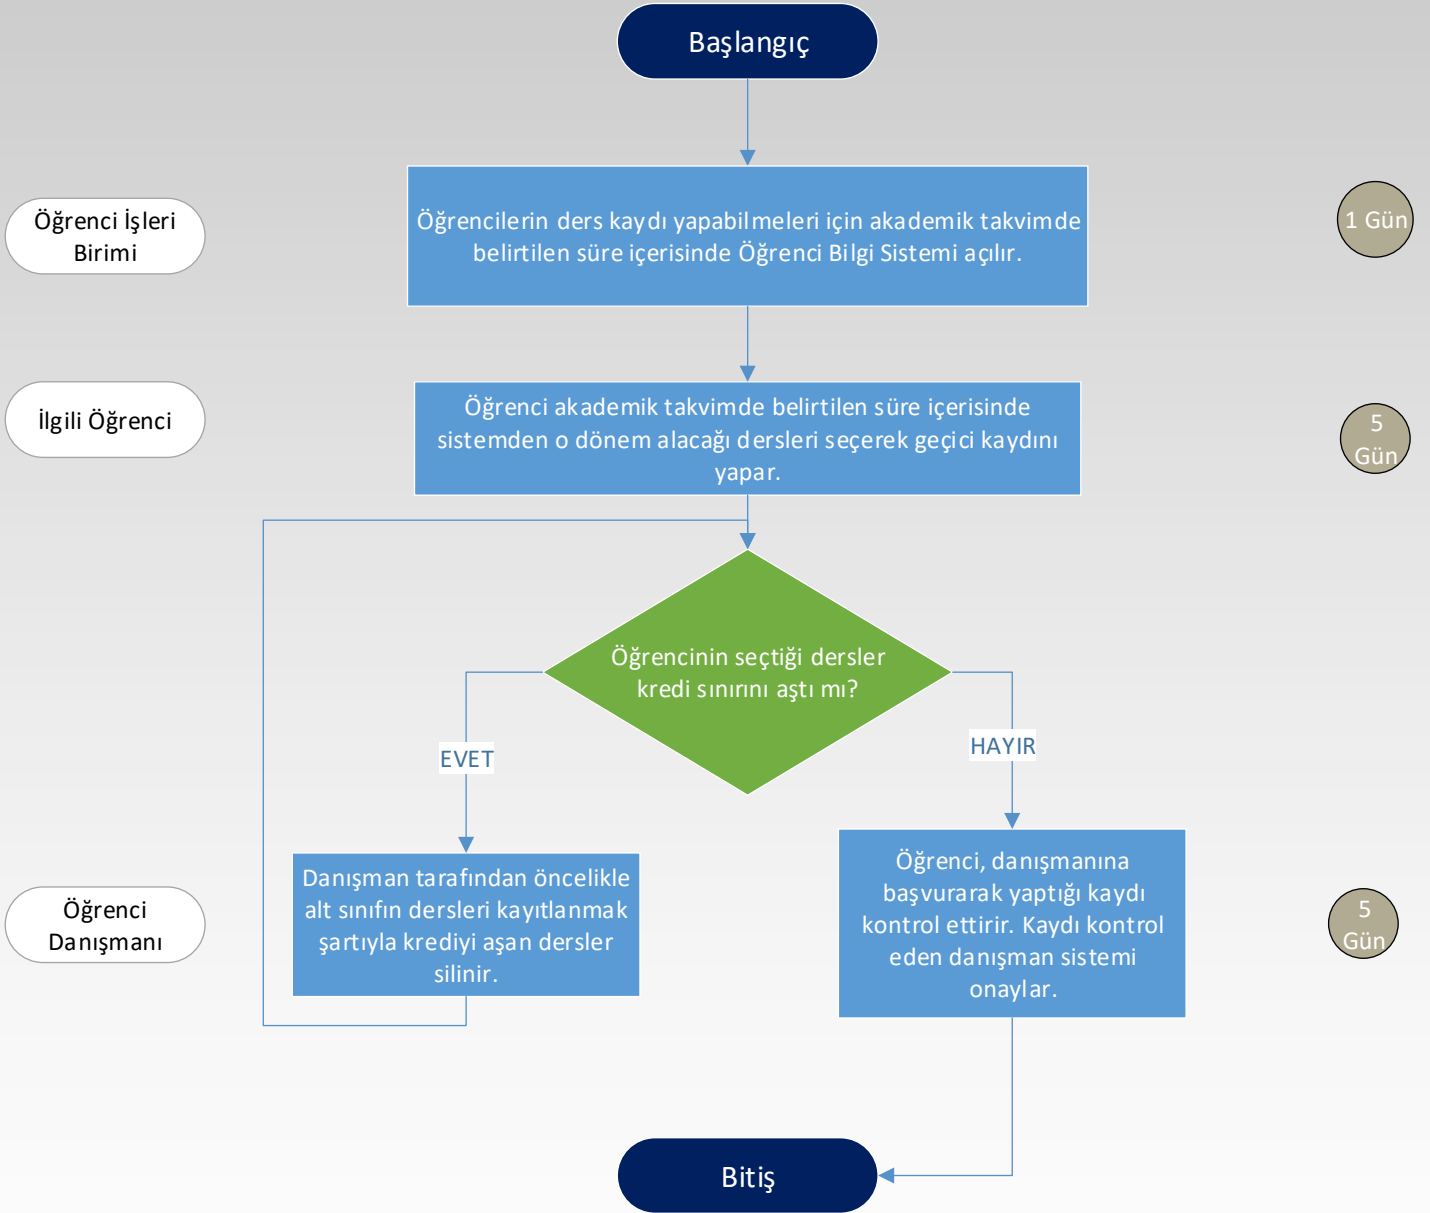 Başlangıç
Öğrenci İşleri
Birimi
Öğrencilerin ders kaydı yapabilmeleri için akademik takvimde
belirtilen süre içerisinde Öğrenci Bilgi Sistemi açılır.
1 Gün
İlgili Öğrenci
Öğrenci akademik takvimde belirtilen süre içerisinde
sistemden o dönem alacağı dersleri seçerek geçici kaydını
yapar.
5
Gün
Öğrencinin seçtiği dersler
kredi sınırını aştı mı?
EVET
HAYIR
Öğrenci
Danışmanı
Danışman tarafından öncelikle
alt sınıfın dersleri kayıtlanmak
şartıyla krediyi aşan dersler
silinir.
Öğrenci, danışmanına
başvurarak yaptığı kaydı
kontrol ettirir. Kaydı kontrol
eden danışman sistemi
onaylar.
5
Gün
Bitiş